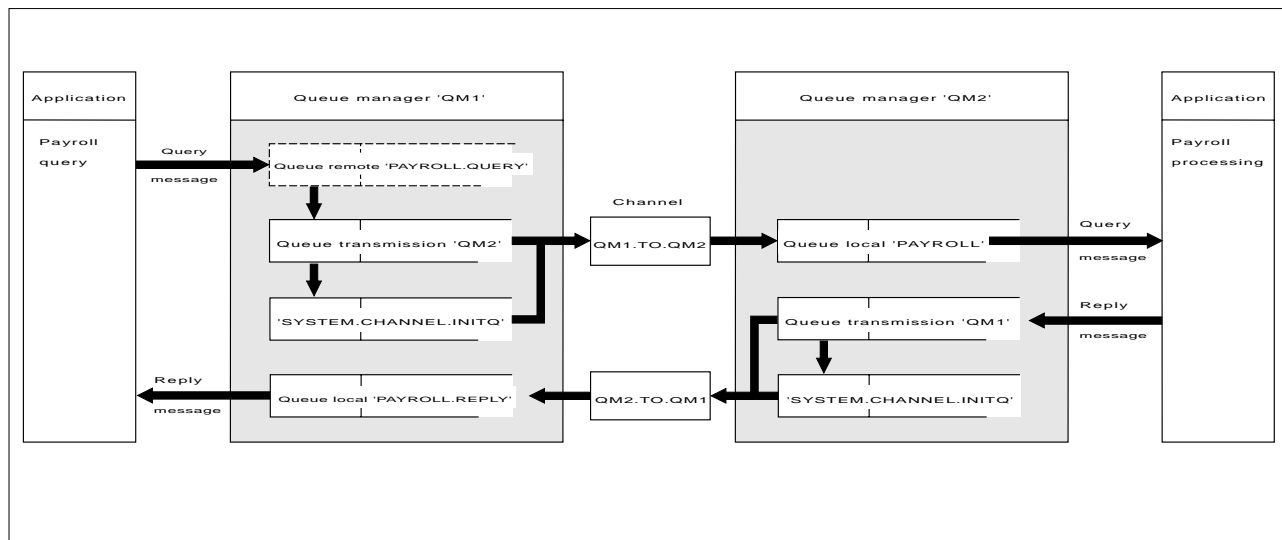 Application
Queue manager 'QM1'
Queue manager 'QM2'
Application
Payroll
query
Query
message
Queue remote 'PAYROLL.QUERY'
Payroll
processing
Channel
Queue transmission 'QM2'
QM1.TO.QM2
Queue local 'PAYROLL'
Query
message
'SYSTEM.CHANNEL.INITQ'
Queue transmission 'QM1'
Reply
message
Reply
message
Queue local 'PAYROLL.REPLY'
QM2.TO.QM1
'SYSTEM.CHANNEL.INITQ'